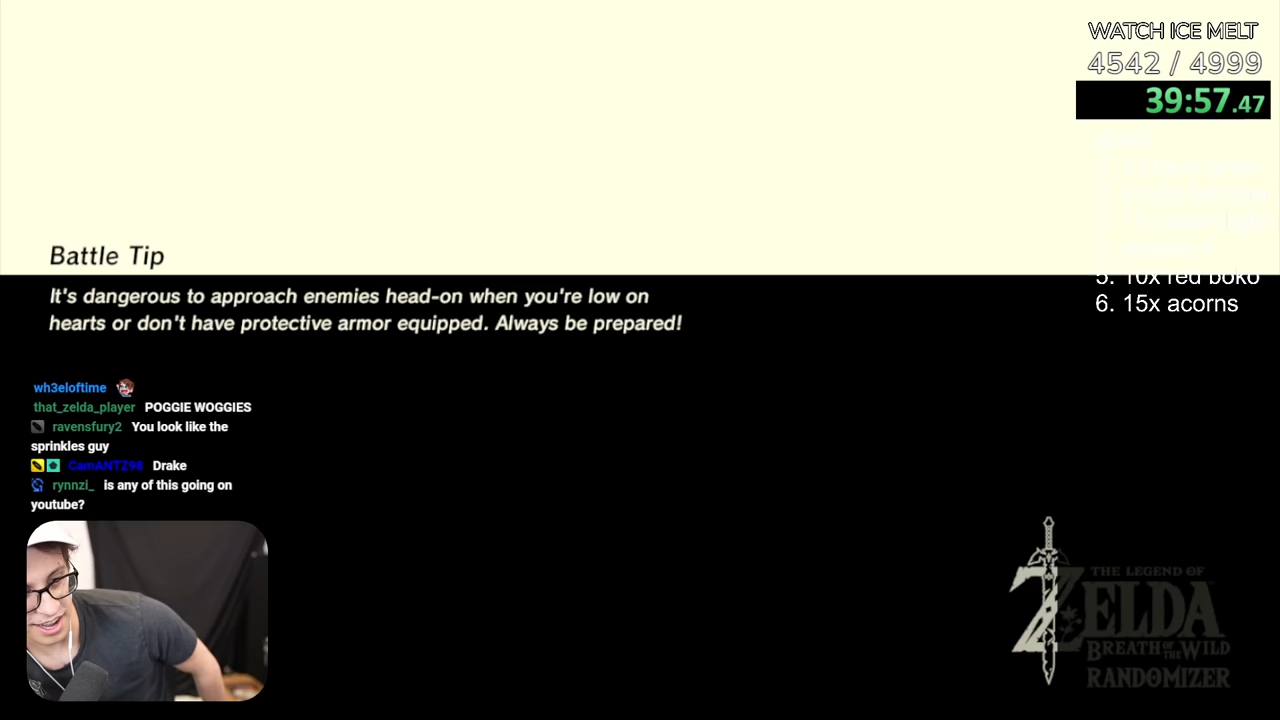 WATCH ICE MELT
4542 / 4999
39:57.47
Battle Tip
5. 10x red boko
It's dangerous to approach enemies head-on when you're low on
6. 15x acorns
hearts or don't have protective armor equipped. Always be prepared!
wh3eloftime
that_zelda_player POGGIE WOGGIES
ravensfury2 You look like the
sprinkles guy
CamANTZ98 Drake
rynnzi_ is any of this going on
youtube?
THE LEGEND OF
ZELDA
BREATH OF THE WILD
RANDOMIZER